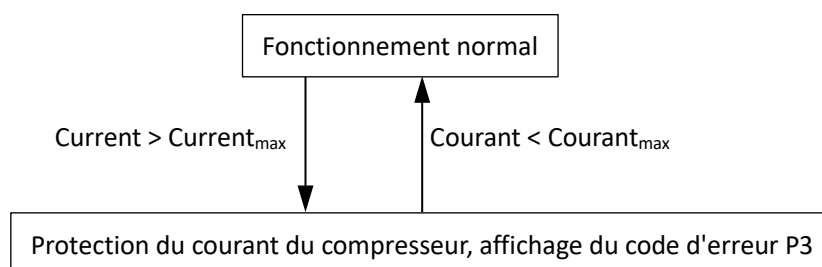 Fonctionnement normal
Current > Currentmax
Courant < Courantmax
Protection du courant du compresseur, affichage du code d'erreur P3